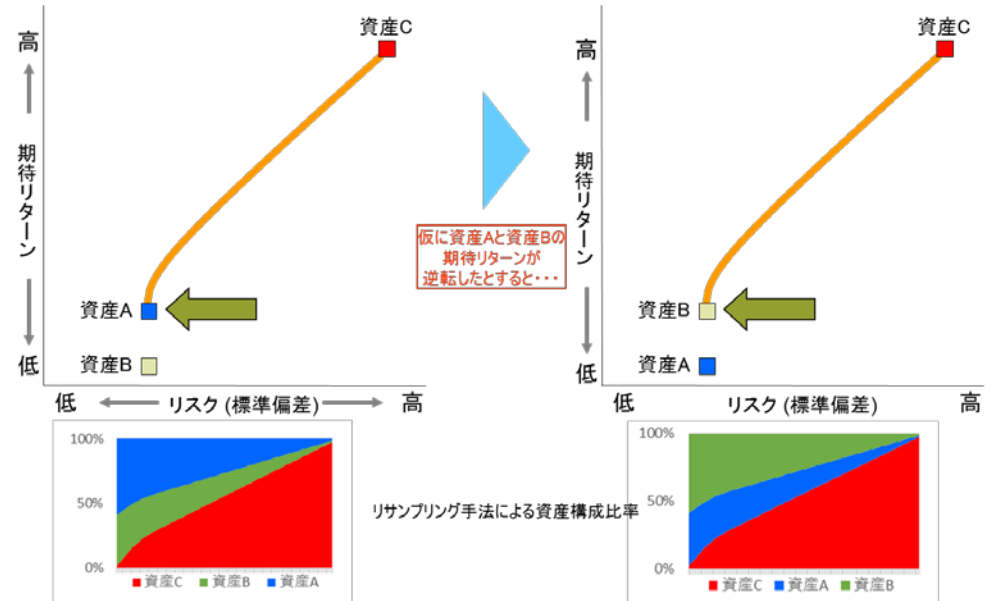 資産C
高
期待リターン
資産A
資産B
低
低
リスク (標準偏差)
高
仮に資産Aと資産Bの
期待リターンが
逆転したとすると・・・
資産C
高
期待リターン
資産B
資産A
低
低
リスク (標準偏差)
高
100%
50%
0%
資産C 資産B 資産A
リサンプリング手法による資産構成比率
100%
50%
0%
資産C 資産A 資産B